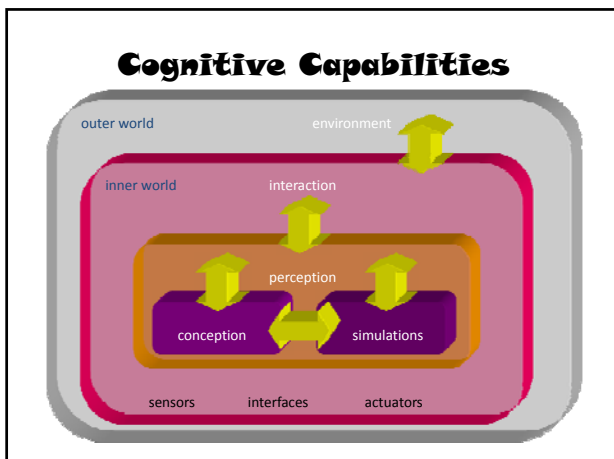 Cognitive Capabilities
outer world environment
inner world interaction
perception
conception simulations
sensors interfaces actuators